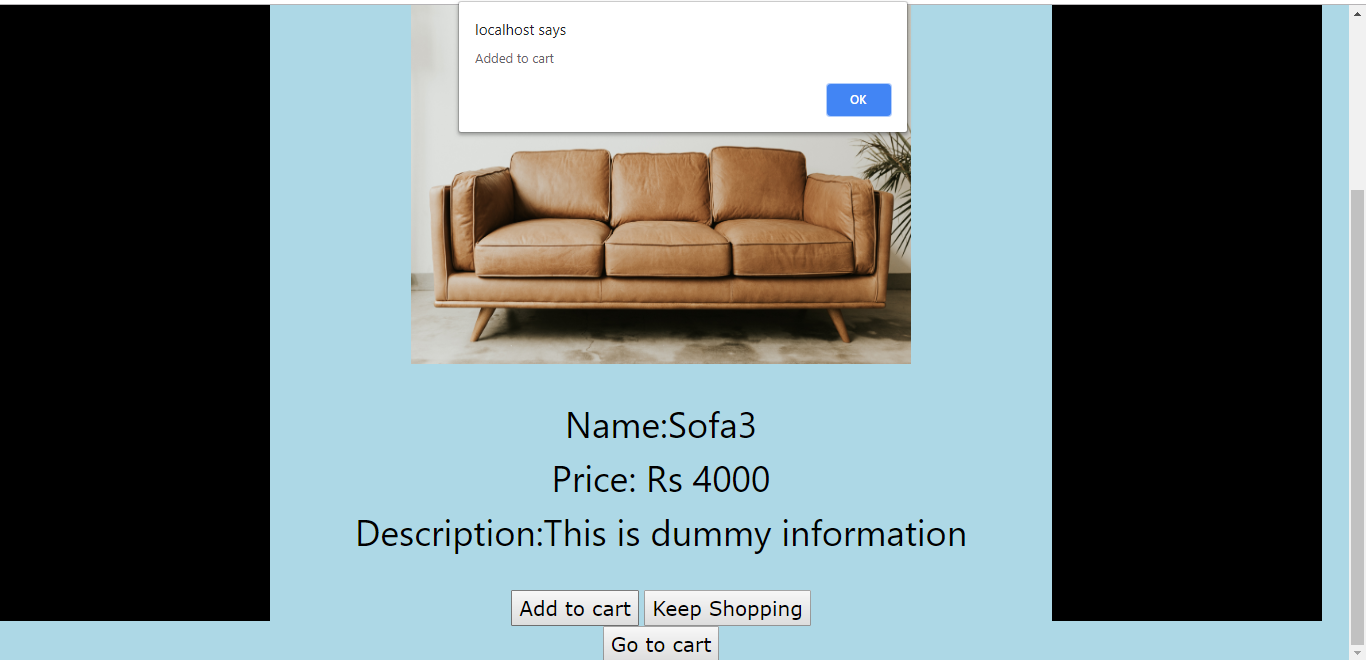 localhost says
Added to cart
OK
Name:Sofa3
Price: Rs 4000
Description:This is dummy information
Add to cart Keep Shopping
Go to cart